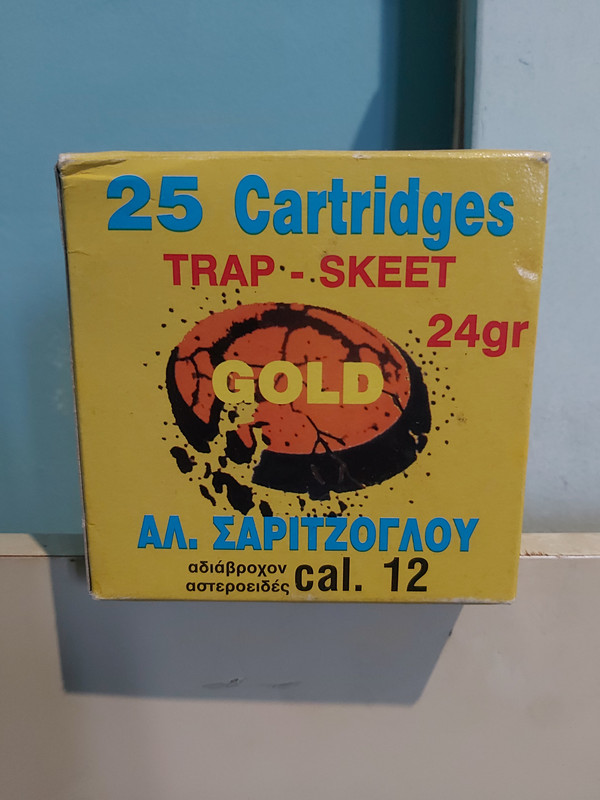 25 Cartridges
TRAP - SKEET
24gr
GOLD
ΑΛ. ΣΑΡΙΤΖΟΓΛΟΥ
αδιάβροχον
αστεροειδές
cal. 12